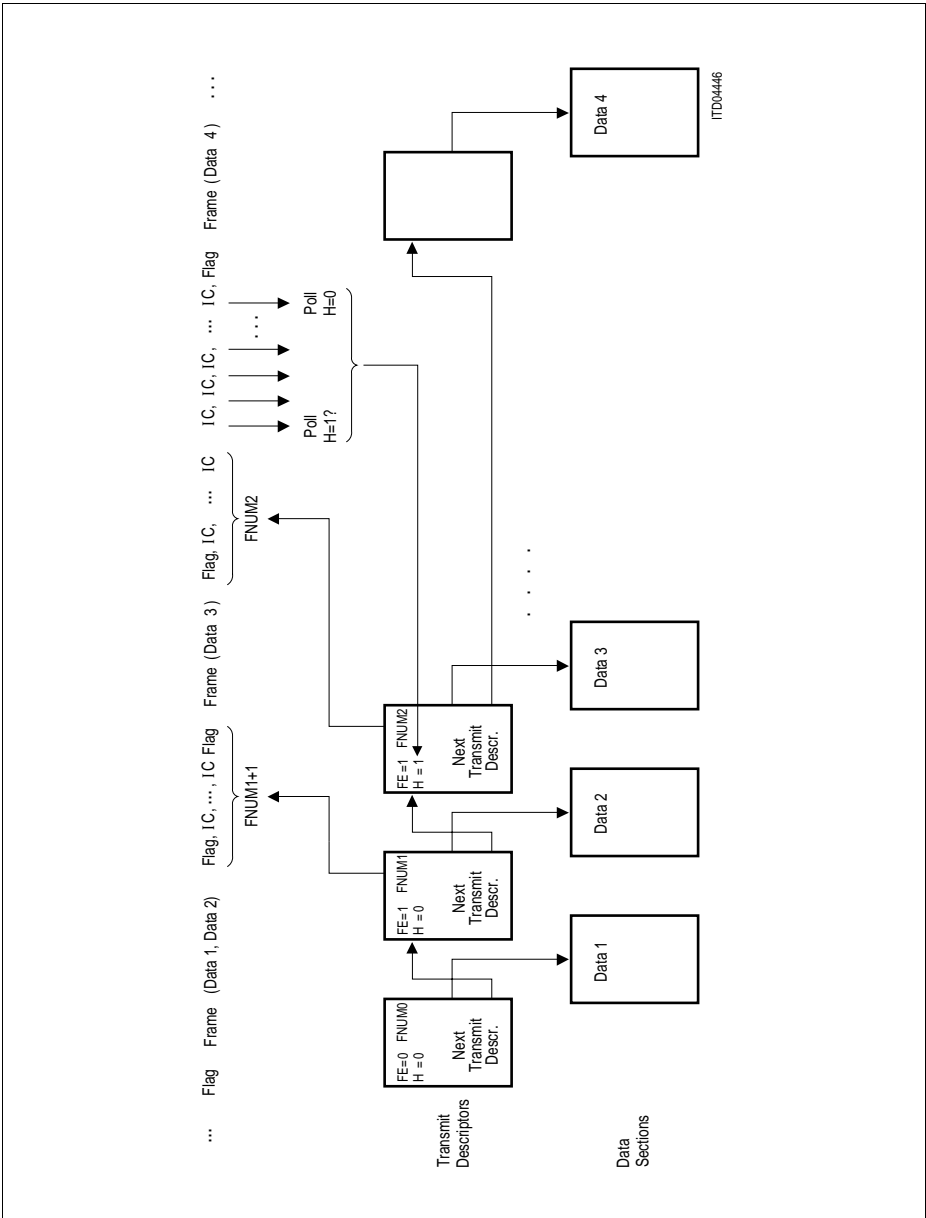 ... Flag Frame (Data 1, Data 2) Flag, IC, ..., IC Flag Frame (Data 3) Flag, IC, ... IC IC, IC, IC, ... IC, Flag Frame (Data 4) ...
FNUM1+1
FNUM2
Poll
H=1?
...
Poll
H=0
Transmit
Descriptors
FE=0 FNUM0
H = 0
Next
Transmit
Descr.
FE=1 FNUM1
H = 0
Next
Transmit
Descr.
FE =1 FNUM2
H = 1
Next
Transmit
Descr.
. . . .
Data
Sections
Data 1
Data 2
Data 3
Data 4
ITD04446